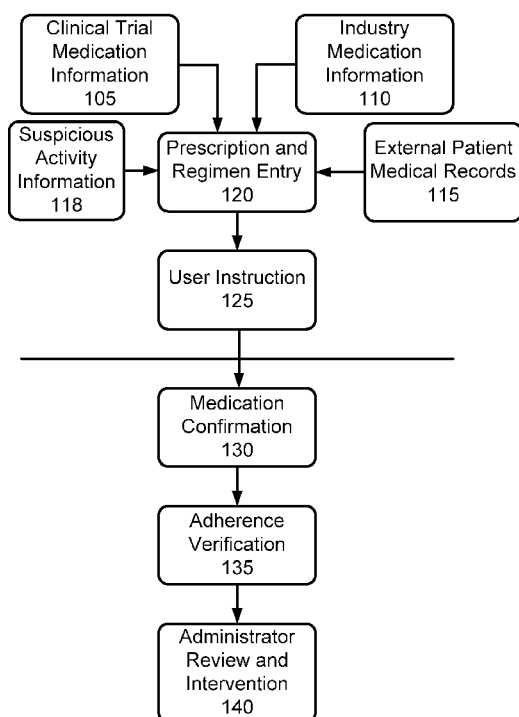 Clinical Trial
Medication
Information
105
Industry
Medication
Information
110
Suspicious
Activity
Information
118
Prescription and
Regimen Entry
120
External Patient
Medical Records
115
User Instruction
125
Medication
Confirmation
130
Adherence
Verification
135
Administrator
Review and
Intervention
140